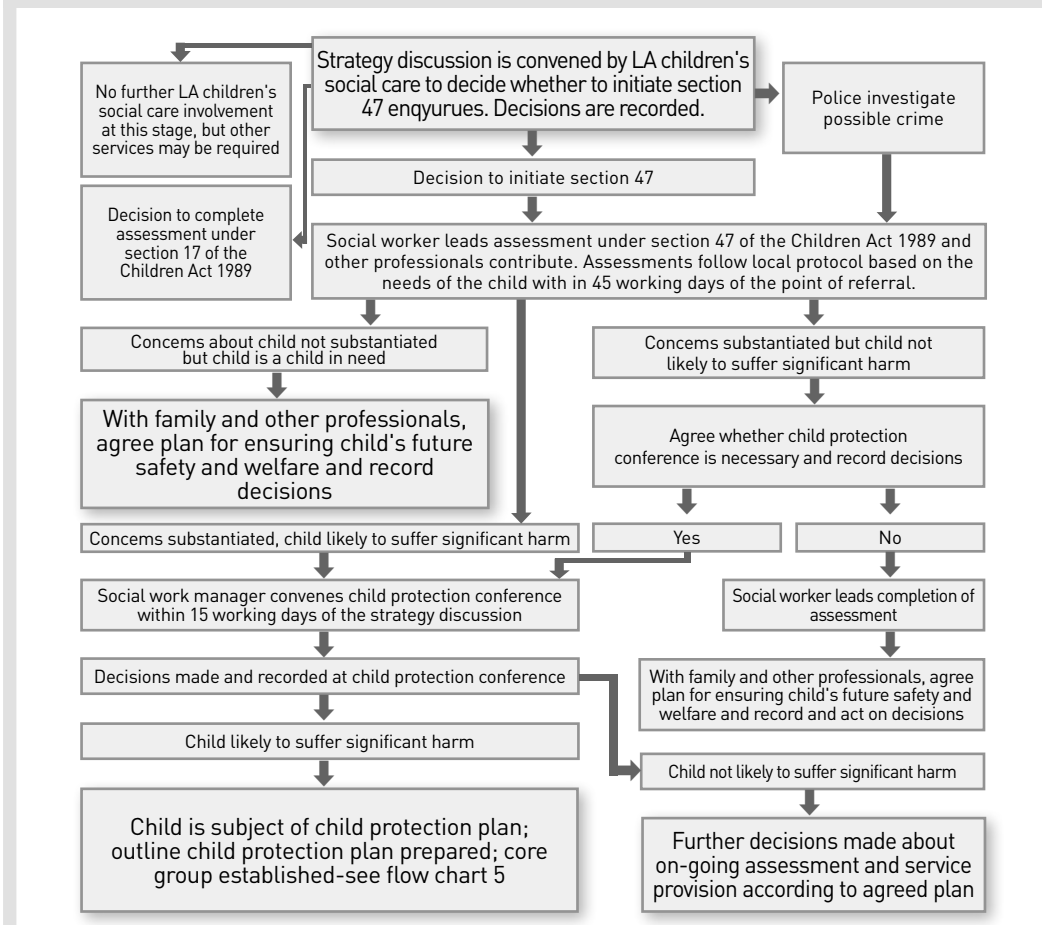 Strategy discussion is convened by LA children's
social care to decide whether to initiate section
47 enqyurues. Decisions are recorded.
No further LA children's
social care involvement
at this stage, but other
services may be required
Police investigate
possible crime
Decision to initiate section 47
Decision to complete
assessment under
section 17 of the
Children Act 1989
Social worker leads assessment under section 47 of the Children Act 1989 and
other professionals contribute. Assessments follow local protocol based on the
needs of the child with in 45 working days of the point of referral.
Concerns about child not substantiated
but child is a child in need
Concerns substantiated but child not
likely to suffer significant harm
With family and other professionals,
agree plan for ensuring child's future
safety and welfare and record
decisions
Agree whether child protection
conference is necessary and record decisions
Concems substantiated, child likely to suffer significant harm
Yes
No
Social work manager convenes child protection conference
within 15 working days of the strategy discussion
Social worker leads completion of
assessment
Decisions made and recorded at child protection conference
With family and other professionals, agree
plan for ensuring child's future safety and
welfare and record and act on decisions
Child likely to suffer significant harm
Child not likely to suffer significant harm
Child is subject of child protection plan;
outline child protection plan prepared; core
group established-see flow chart 5
Further decisions made about
on-going assessment and service
provision according to agreed plan